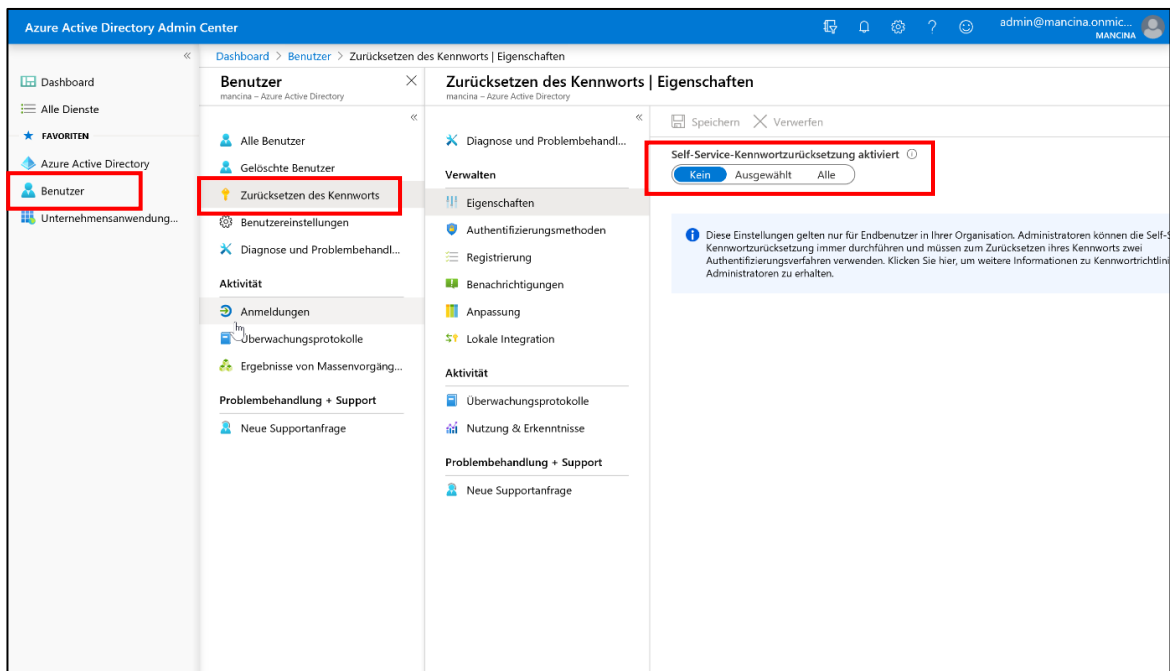 Azure Active Directory Admin Center
admin@mancina.onmic...
MANCINA
Dashboard
Alle Dienste
FAVORITEN
Azure Active Directory
Benutzer
Unternehmensanwendung...
Dashboard > Benutzer > Zurücksetzen des Kennworts | Eigenschaften
Benutzer
mancina – Azure Active Directory
Alle Benutzer
Gelöschte Benutzer
Zurücksetzen des Kennworts
Benutzereinstellungen
Diagnose und Problembehandl...
Aktivität
Anmeldungen
Überwachungsprotokolle
Ergebnisse von Massenvorgäng...
Problembehandlung + Support
Neue Supportanfrage
Zurücksetzen des Kennworts | Eigenschaften
mancina – Azure Active Directory
Diagnose und Problembehandl...
Verwalten
Eigenschaften
Authentifizierungsmethoden
Registrierung
Benachrichtigungen
Anpassung
Lokale Integration
Aktivität
Überwachungsprotokolle
Nutzung & Erkenntnisse
Problembehandlung + Support
Neue Supportanfrage
Speichern Verwerfen
Self-Service-Kennwortzurücksetzung aktiviert
Kein Ausgewählt Alle
Diese Einstellungen gelten nur für Endbenutzer in Ihrer Organisation. Administratoren können die Self-S
Kennwortzurücksetzung immer durchführen und müssen zum Zurücksetzen ihres Kennworts zwei
Authentifizierungsverfahren verwenden. Klicken Sie hier, um weitere Informationen zu Kennwortrichtlini
Administratoren zu erhalten.